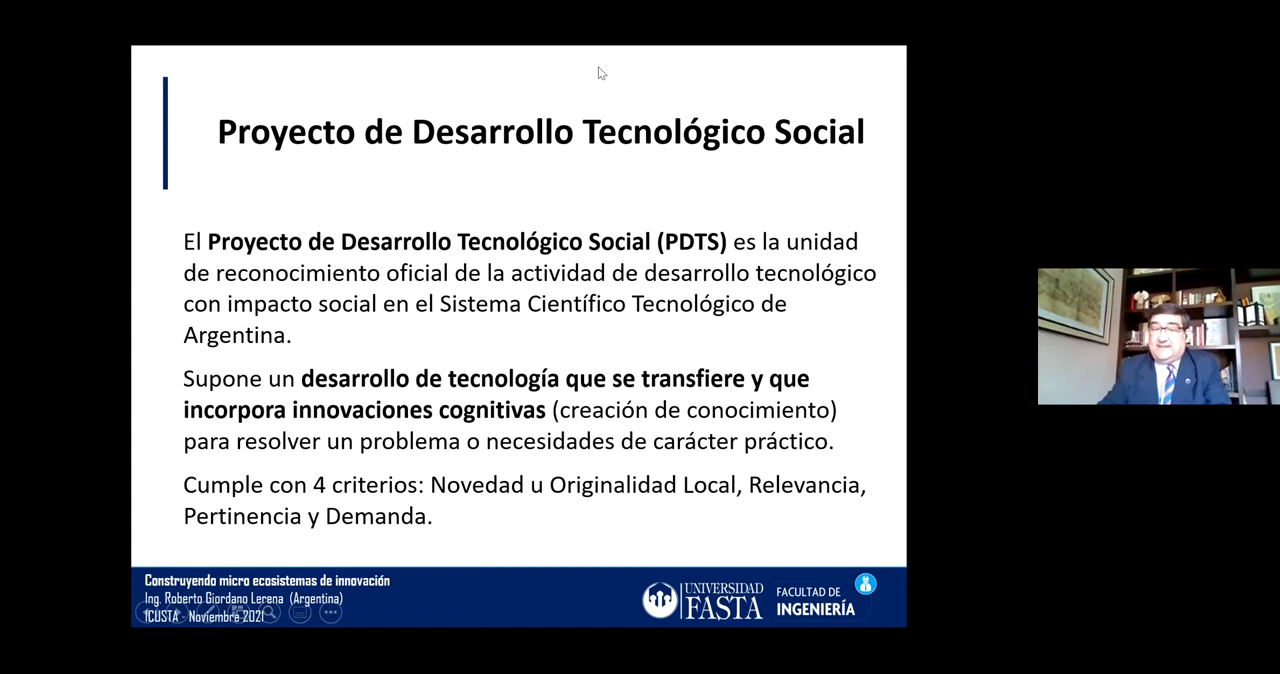 Proyecto de Desarrollo Tecnológico Social
El Proyecto de Desarrollo Tecnológico Social (PDTS) es la unidad
de reconocimiento oficial de la actividad de desarrollo tecnológico
con impacto social en el Sistema Científico Tecnológico de
Argentina.
Supone un desarrollo de tecnología que se transfiere y que
incorpora innovaciones cognitivas (creación de conocimiento)
para resolver un problema o necesidades de carácter práctico.
Cumple con 4 criterios: Novedad u Originalidad Local, Relevancia,
Pertinencia y Demanda.
Construyendo micro ecosistemas de innovación
Ing. Roberto Giordano Lerena (Argentina)
ICUSTA - Noviembre 2021
UNIVERSIDAD
FASTA
FACULTAD DE
INGENIERÍA